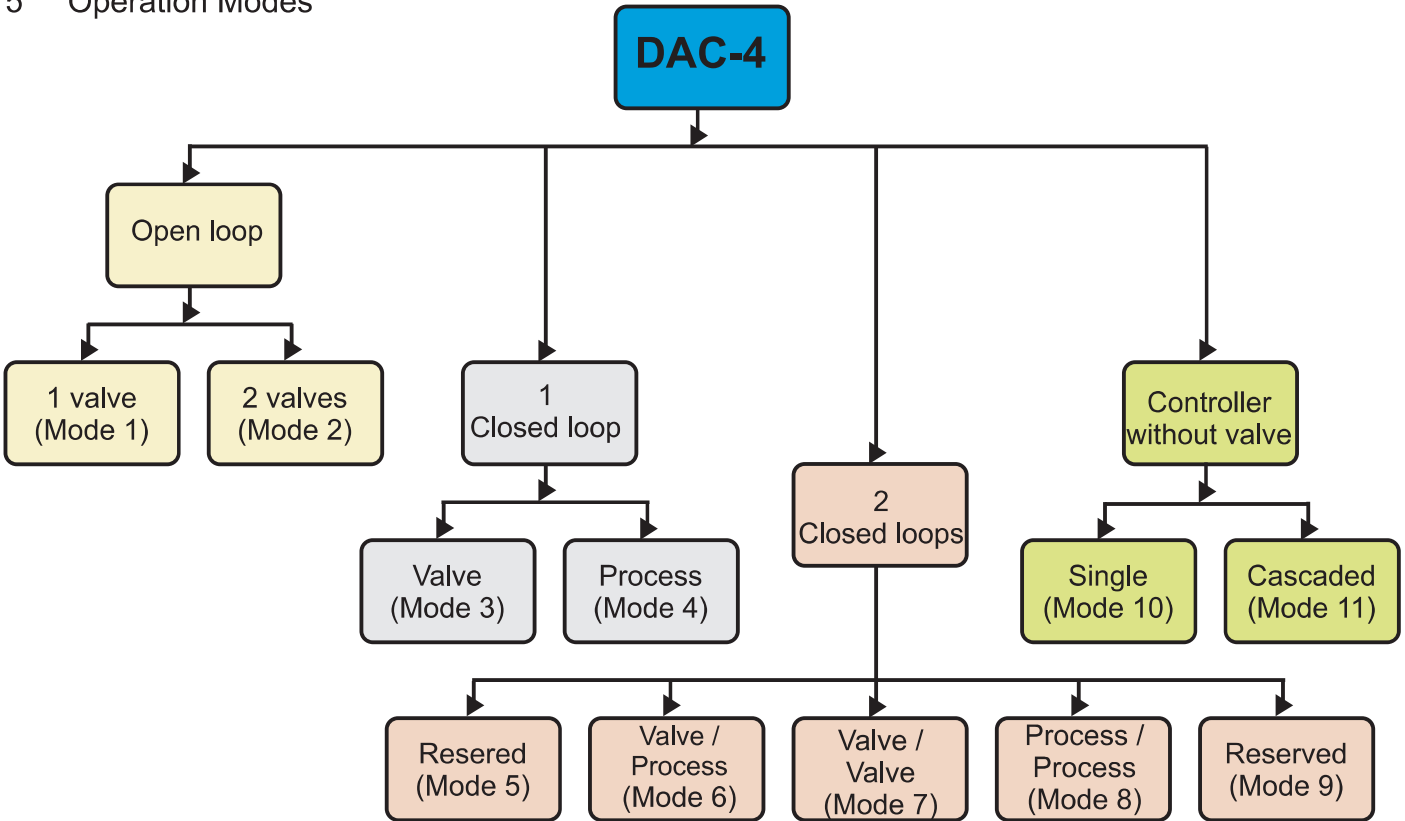 5 Operation Modes
DAC-4
Open loop
1 valve
(Mode 1)
2 valves
(Mode 2)
1
Closed loop
Controller
without valve
2
Closed loops
Valve
(Mode 3)
Process
(Mode 4)
Single
(Mode 10)
Cascaded
(Mode 11)
Resered
(Mode 5)
Valve /
Process
(Mode 6)
Valve /
Valve
(Mode 7)
Process /
Process
(Mode 8)
Reserved
(Mode 9)